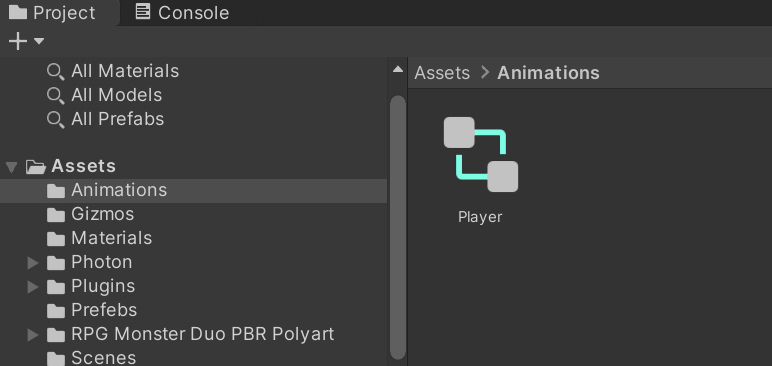 Project
Console
All Materials
All Models
All Prefabs
Assets
Animations
Gizmos
Materials
Photon
Plugins
Prefebs
RPG Monster Duo PBR Polyart
Scenes
Assets > Animations
Player